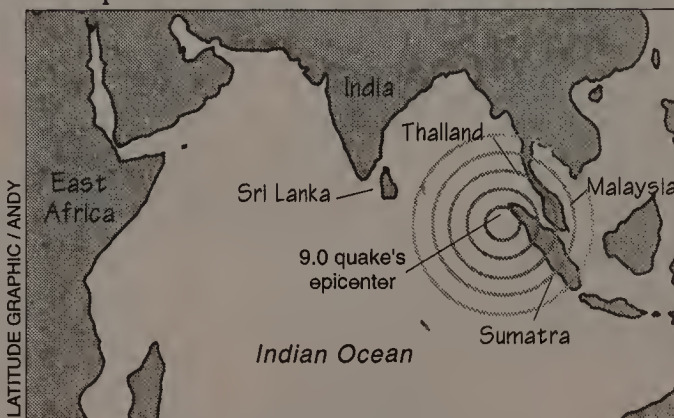 India
Thalland
East
Africa
Sri Lanka
Malaysia
9.0 quake's
epicenter
Sumatra
Indian Ocean
LATITUDE GRAPHIC / ANDY